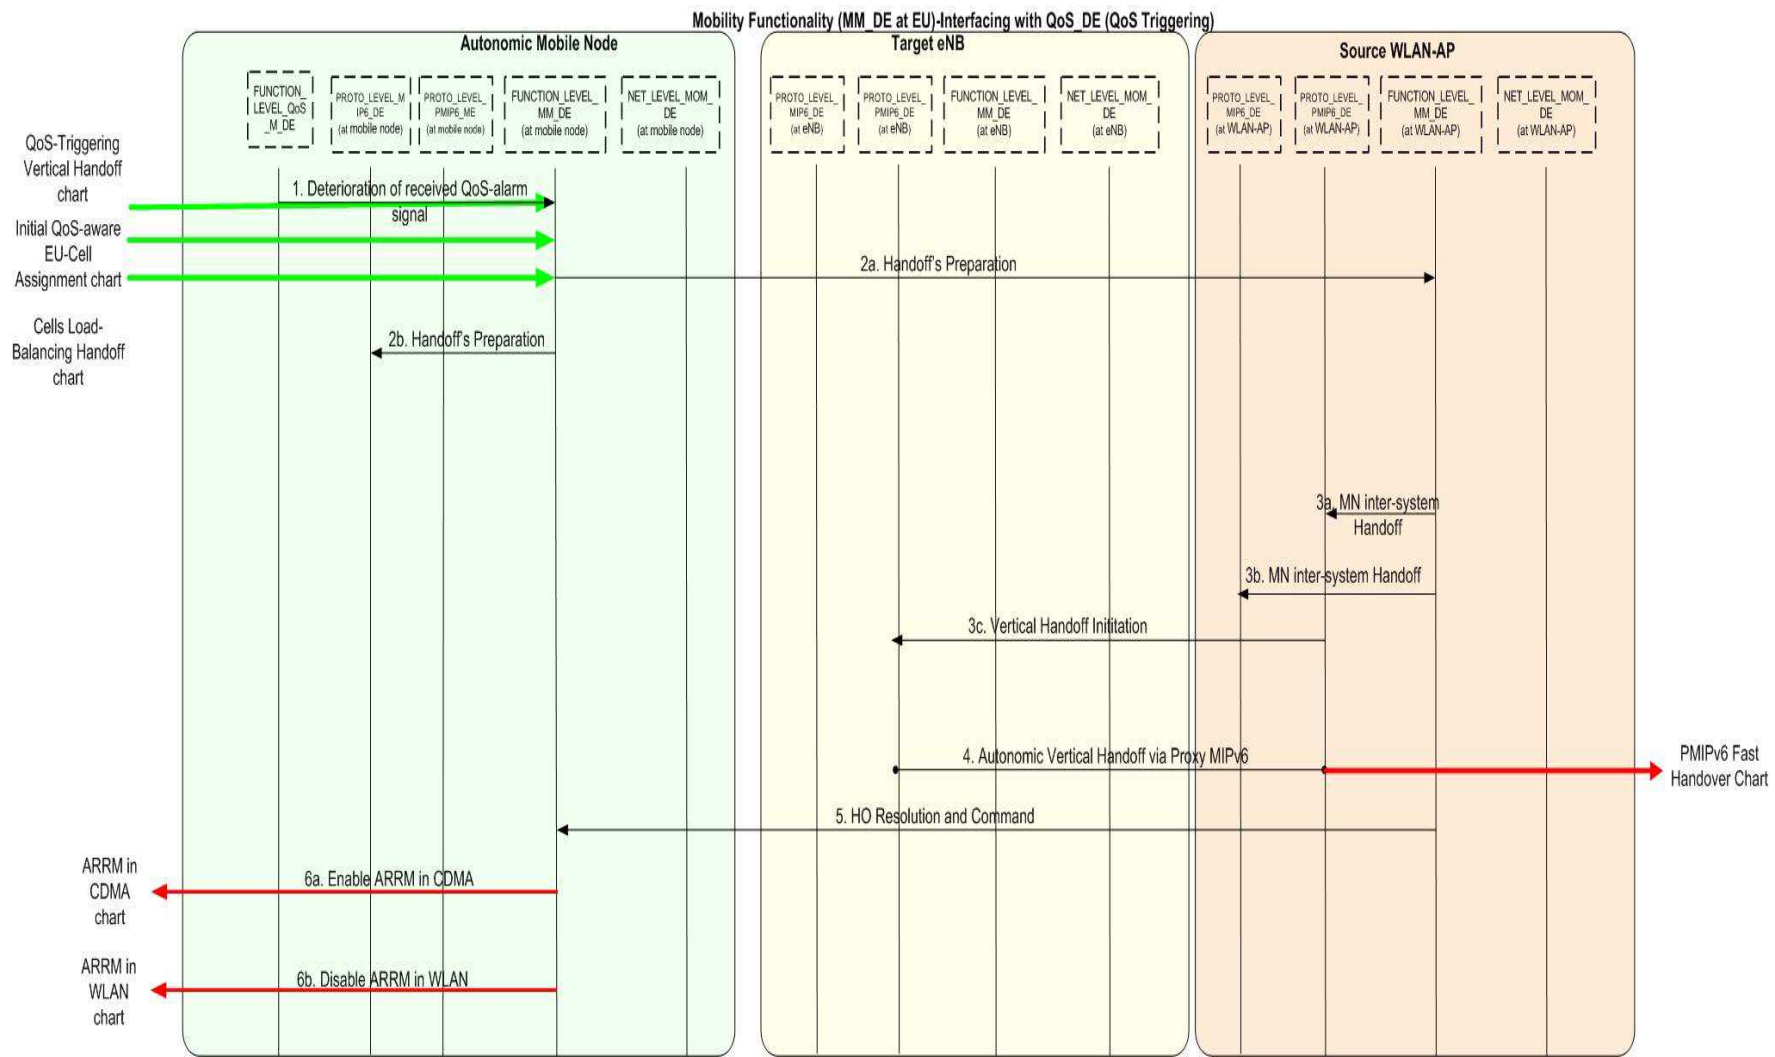 Mobility Functionality (MM_DE at EU)-Interfacing with QoS_DE (QoS Triggering)
Autonomic Mobile Node
Target eNB
Source WLAN-AP
FUNCTION_
LEVEL_QoS
_M_DE
PROTO_LEVEL_M
IP6_DE
(at mobile node)
PROTO_LEVEL_
PMIP6_ME
(at mobile node)
FUNCTION_LEVEL_
MM_DE
(at mobile node)
NET_LEVEL_MOM_
DE
(at mobile node)
PROTO_LEVEL_
MIP6_DE
(at eNB)
PROTO_LEVEL_
PMIP6_DE
(at eNB)
FUNCTION_LEVEL_
MM_DE
(at eNB)
NET_LEVEL_MOM_
DE
(at eNB)
PROTO_LEVEL_
MIP6_DE
(at WLAN-AP)
PROTO_LEVEL_
PMIP6_DE
(at WLAN-AP)
FUNCTION_LEVEL_
MM_DE
(at WLAN-AP)
NET_LEVEL_MOM_
DE
(at WLAN-AP)
QoS-Triggering
Vertical Handoff
chart
1. Deterioration of received QoS-alarm
signal
Initial QoS-aware
EU-Cell
Assignment chart
2a. Handoff's Preparation
Cells Load-
Balancing Handoff
chart
2b. Handoff's Preparation
3a. MN inter-system
Handoff
3b. MN inter-system Handoff
3c. Vertical Handoff Inititation
4. Autonomic Vertical Handoff via Proxy MIPv6
PMIPv6 Fast
Handover Chart
5. HO Resolution and Command
ARRM in
CDMA
chart
6a. Enable ARRM in CDMA
ARRM in
WLAN
chart
6b. Disable ARRM in WLAN